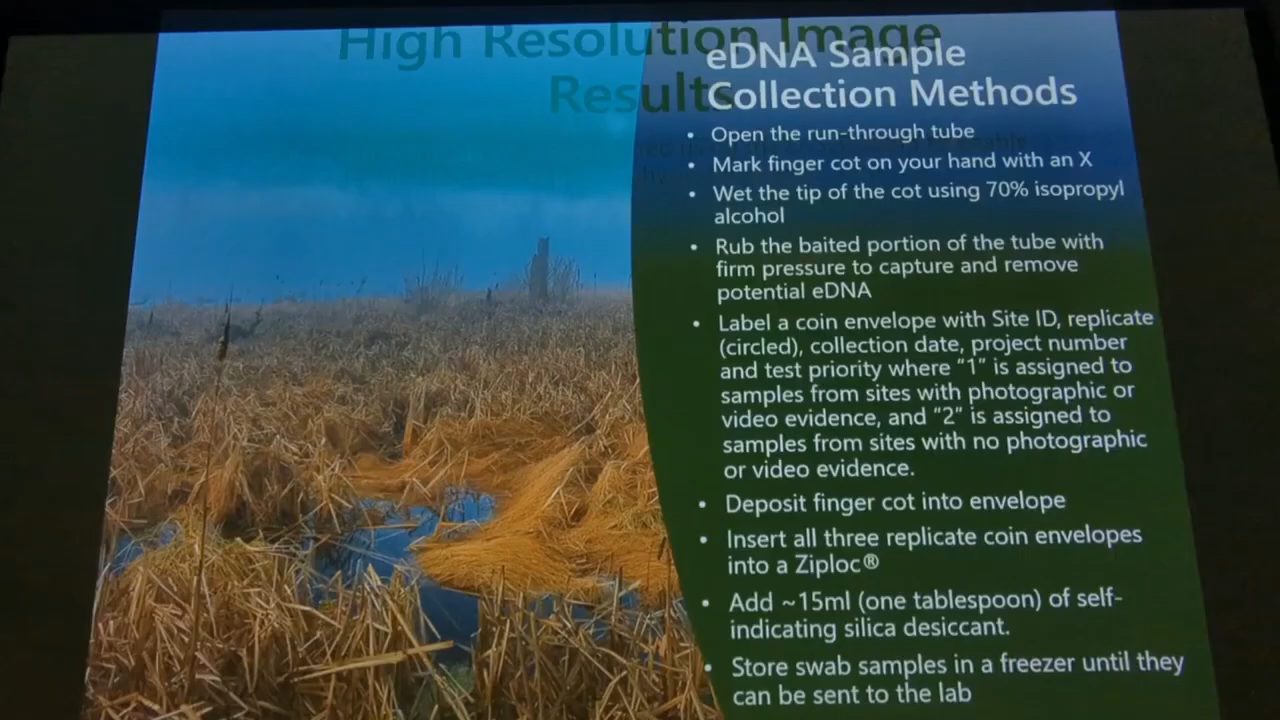 High Resolution Image
Results
eDNA Sample
Collection Methods
• Open the run-through tube
• Mark finger cot on your hand with an X
• Wet the tip of the cot using 70% isopropyl
alcohol
• Rub the baited portion of the tube with
firm pressure to capture and remove
potential eDNA
• Label a coin envelope with Site ID, replicate
(circled), collection date, project number
and test priority where “1” is assigned to
samples from sites with photographic or
video evidence, and “2” is assigned to
samples from sites with no photographic
or video evidence.
• Deposit finger cot into envelope
• Insert all three replicate coin envelopes
into a Ziploc®
• Add ~15ml (one tablespoon) of self-
indicating silica desiccant.
• Store swab samples in a freezer until they
can be sent to the lab